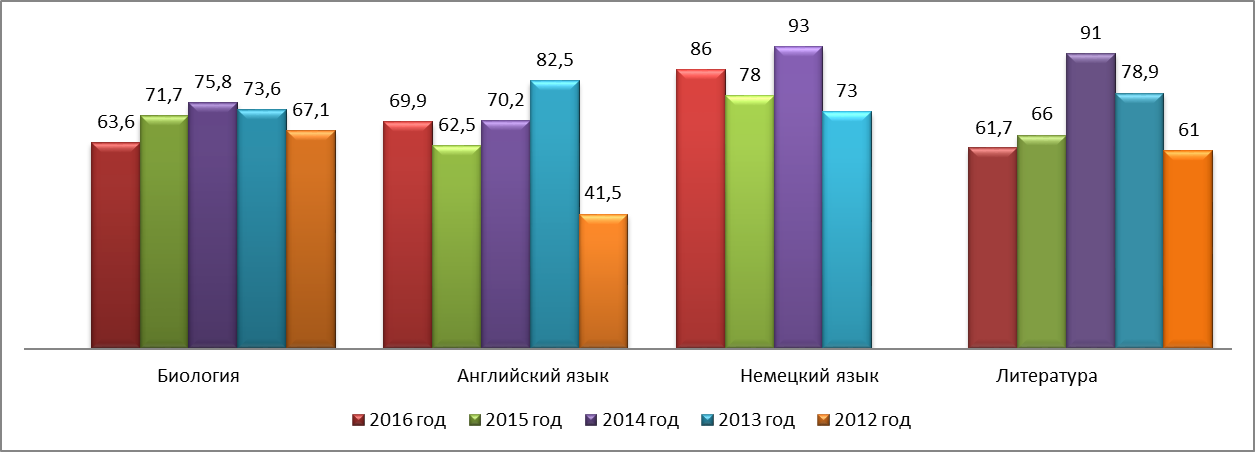 63,6 71,7 75,8 73,6 67,1
69,9 62,5 70,2 82,5 41,5
86 78 93 73
61,7 66 91 78,9 61
Биология Английский язык Немецкий язык Литература
2016 год 2015 год 2014 год 2013 год 2012 год